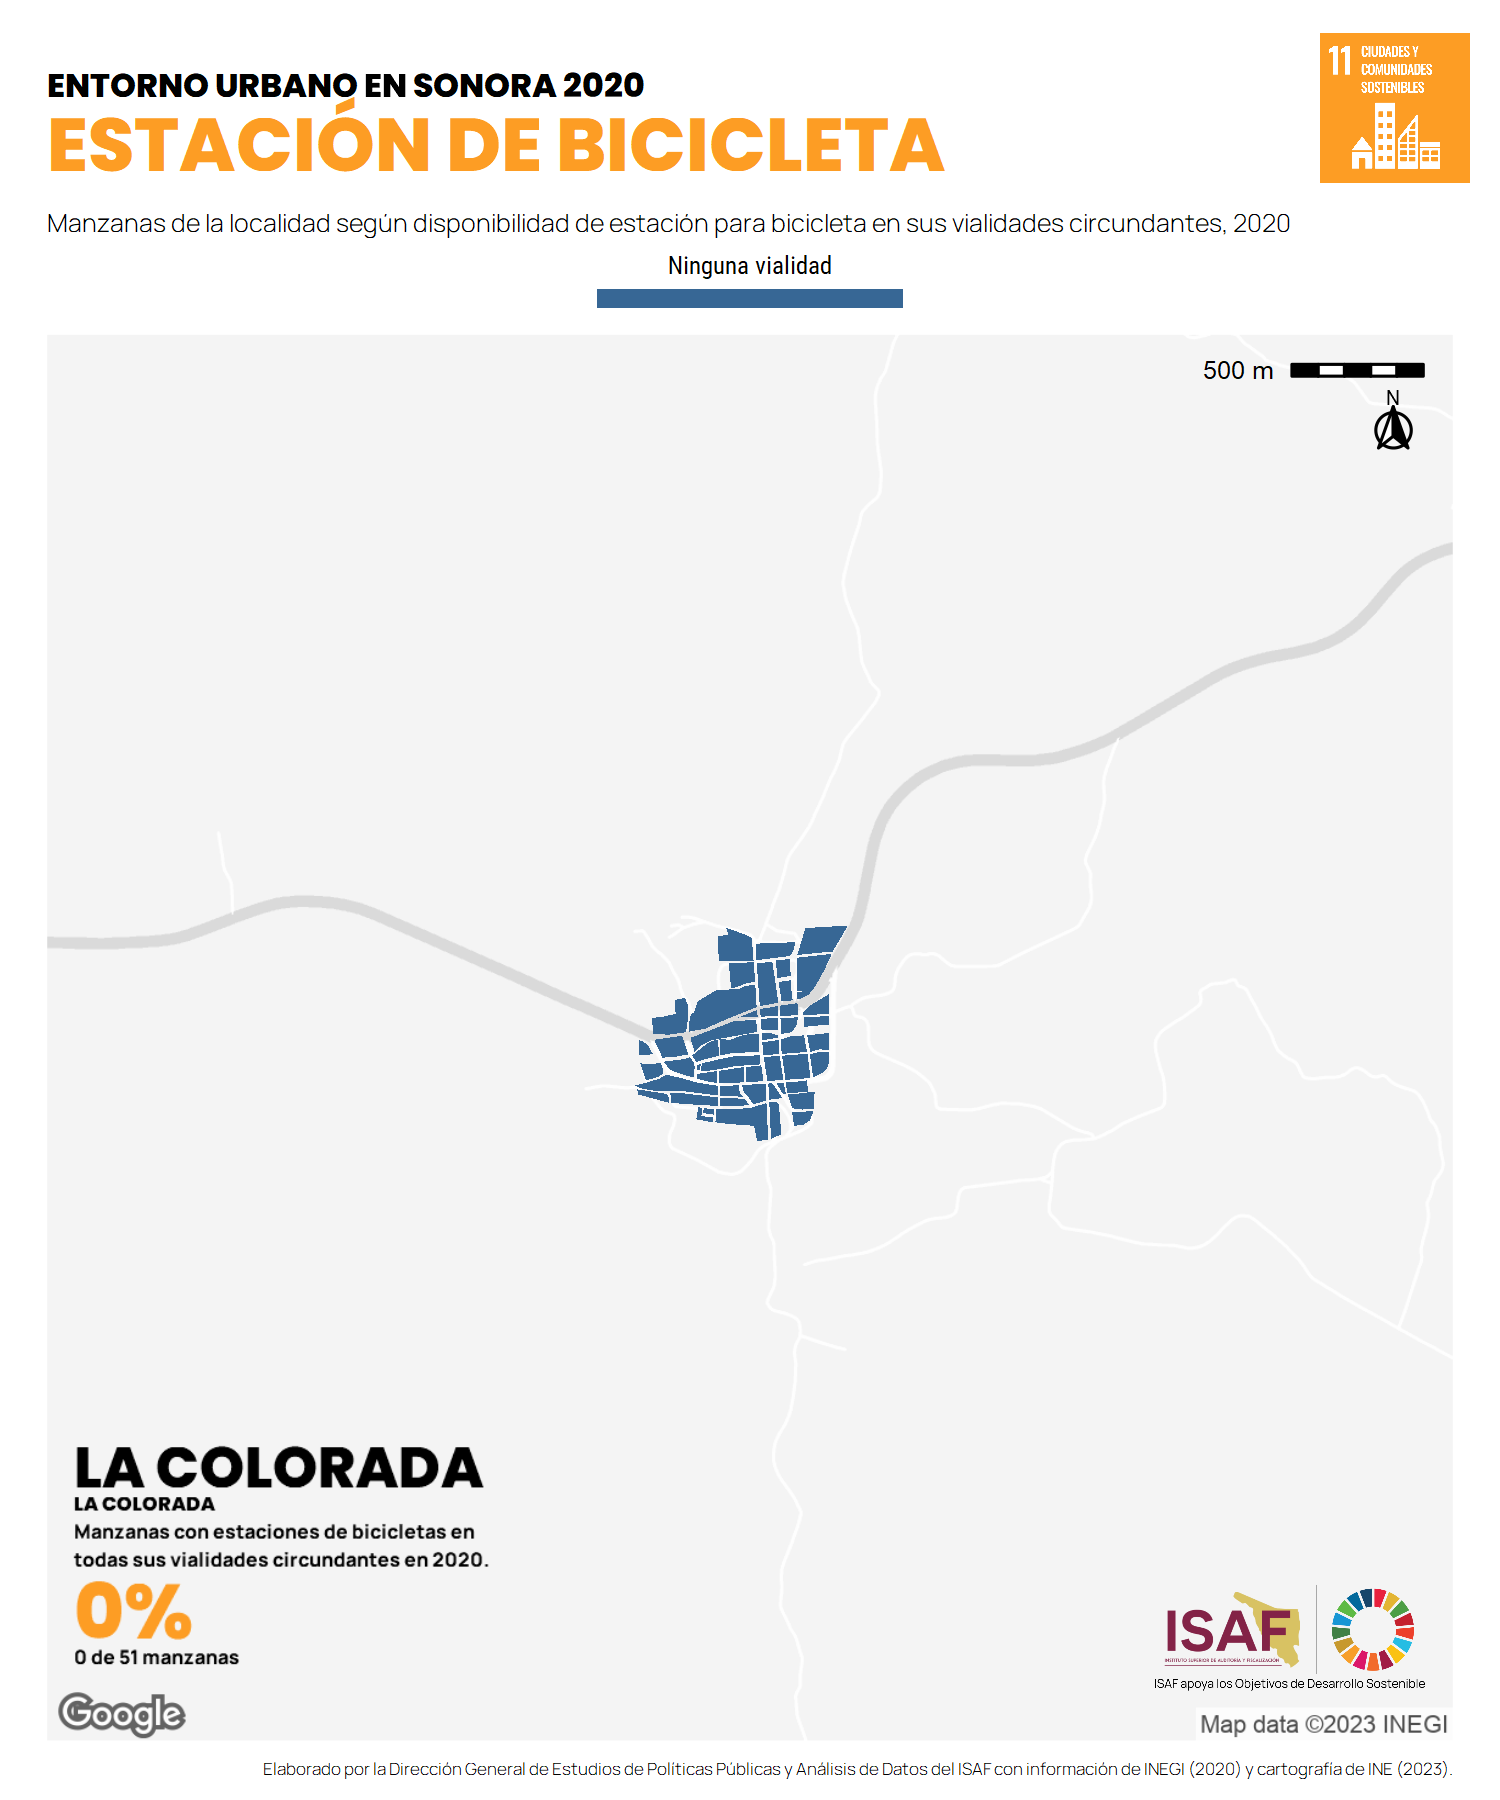 ENTORNO URBANO EN SONORA 2020
ESTACIÓN DE BICICLETA
11 CIUDADES Y
COMUNIDADES
SOSTENIBLES
Manzanas de la localidad según disponibilidad de estación para bicicleta en sus vialidades circundantes, 2020
Ninguna vialidad
500 m
N
LA COLORADA
LA COLORADA
Manzanas con estaciones de bicicletas en
todas sus vialidades circundantes en 2020.
0%
0 de 51 manzanas
ISAF
INSTITUTO SUPERIOR DE AUDITORÍA Y FISCALIZACIÓN
ISAF apoya los Objetivos de Desarrollo Sostenible
Google
Map data ©2023 INEGI
Elaborado por la Dirección General de Estudios de Políticas Públicas y Análisis de Datos del ISAF con información de INEGI (2020) y cartografía de INE (2023).